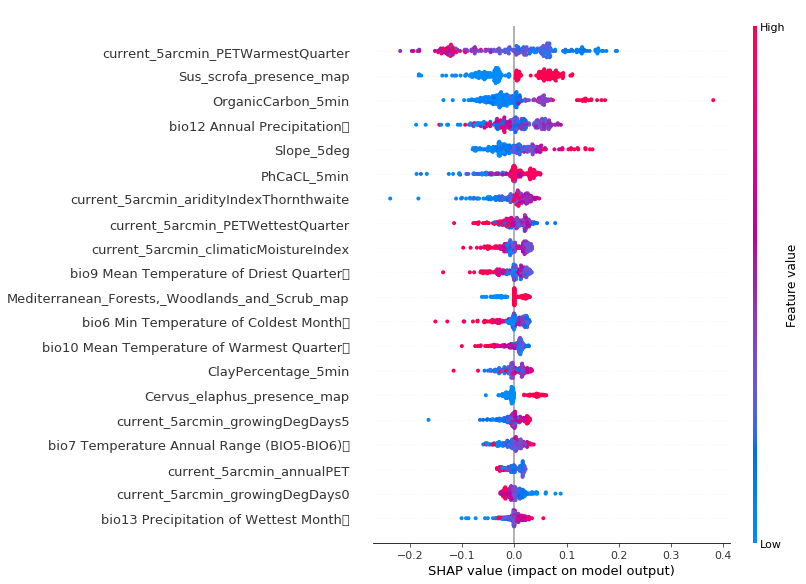 High
current_5arcmin_PETWarmestQuarter
Sus_scrofa_presence_map
OrganicCarbon_5min
bio12 Annual Precipitation
Slope_5deg
PhCaCL_5min
current_5arcmin_aridityIndexThornthwaite
current_5arcmin_PETWettestQuarter
current_5arcmin_climaticMoistureIndex
bio9 Mean Temperature of Driest Quarter
Mediterranean_Forests,_Woodlands_and_Scrub_map
bio6 Min Temperature of Coldest Month
bio10 Mean Temperature of Warmest Quarter
ClayPercentage_5min
Cervus_elaphus_presence_map
current_5arcmin_growingDegDays5
bio7 Temperature Annual Range (BIO5-BIO6)
current_5arcmin_annualPET
current_5arcmin_growingDegDays0
bio13 Precipitation of Wettest Month
Feature value
Low
−0.2 −0.1 0.0 0.1 0.2 0.3 0.4
SHAP value (impact on model output)